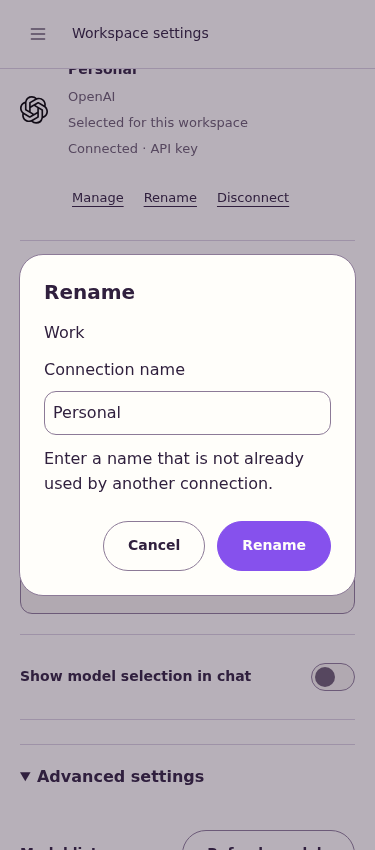 Workspace settings
Personal
OpenAI
Selected for this workspace
Connected · API key
Manage Rename Disconnect
Rename
Work
Connection name
Personal
Enter a name that is not already
used by another connection.
Cancel Rename
Show model selection in chat
▼ Advanced settings